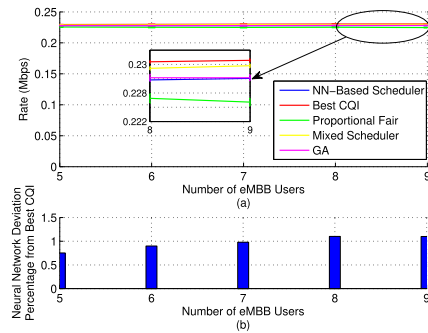 0.25
0.2
0.15
0.1
0.05
0
Rate (Mbps)
0.23
0.228
0.222
8
9
NN-Based Scheduler
Best CQI
Proportional Fair
Mixed Scheduler
GA
5
6
7
8
9
Number of eMBB Users
(a)
Neural Network Deviation
Percentage from Best CQI
1.5
1
0.5
0
5
6
7
8
9
Number of eMBB Users
(b)